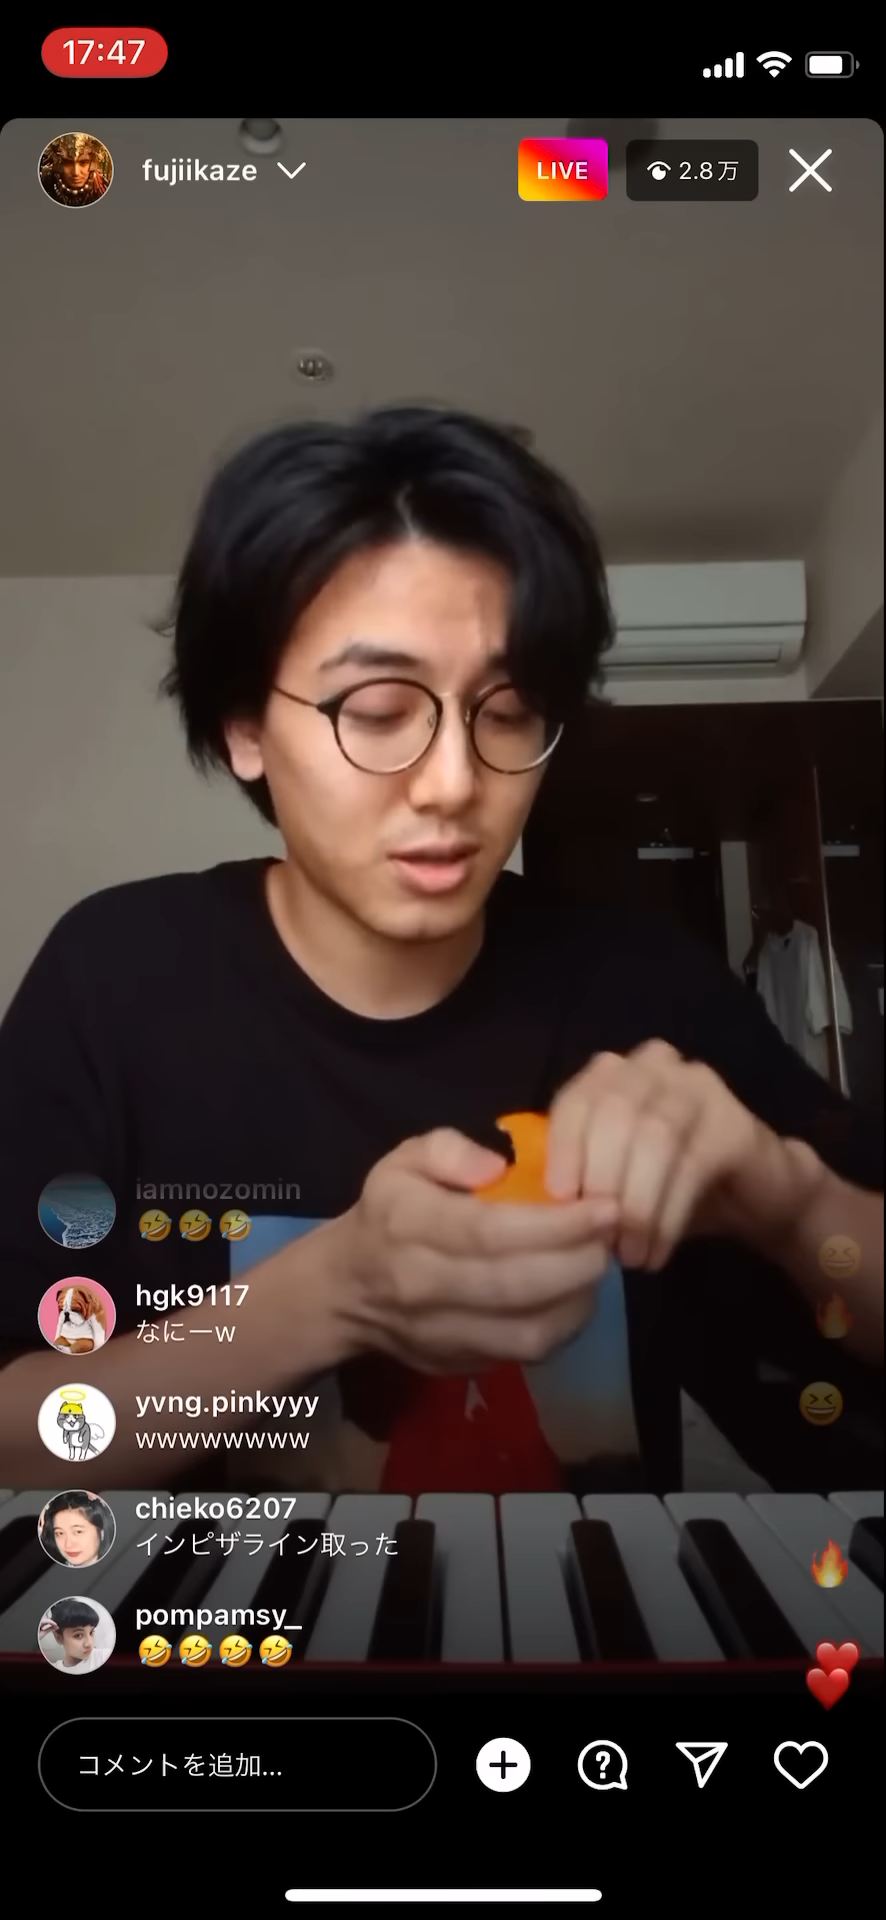 17:47
fujiikaze
LIVE
2.8万
iamnozomin
🤣🤣🤣
hgk9117
なにーw
yvng.pinkyyy
wwwwwwww
chieko6207
インピザライン取った
pompamsy_
🤣🤣🤣🤣
コメントを追加...